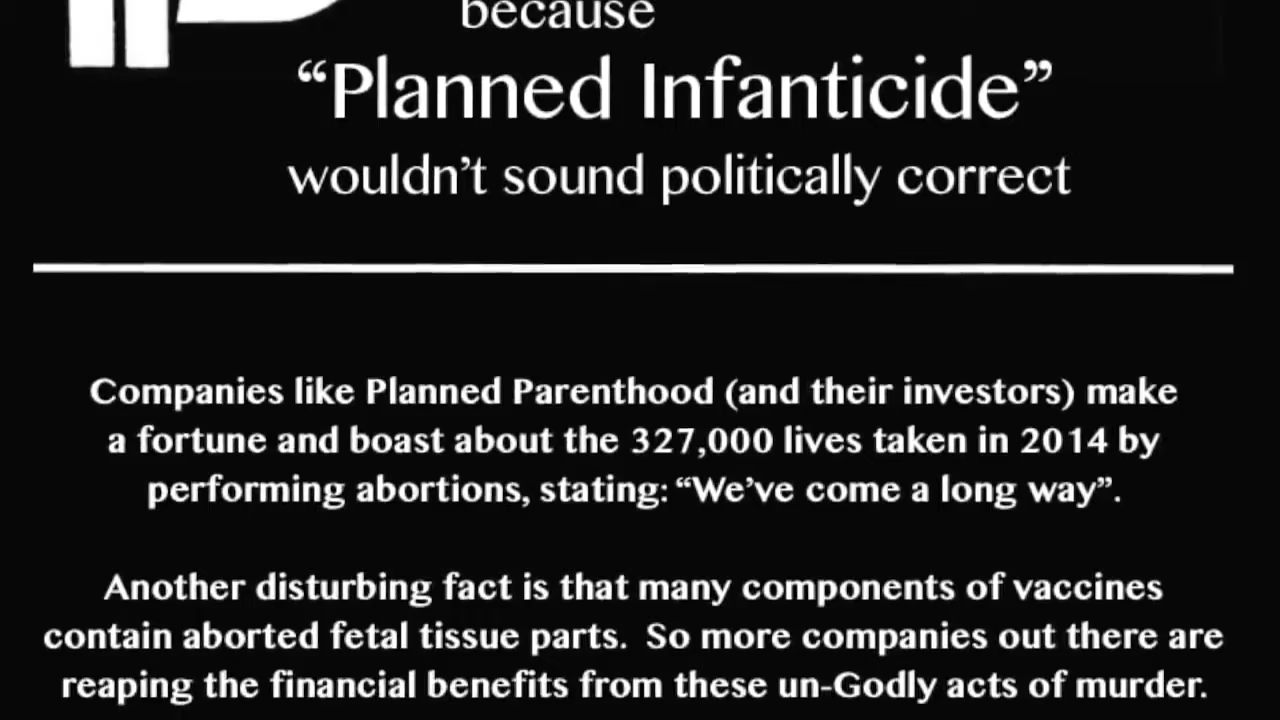 because
“Planned Infanticide”
wouldn’t sound politically correct
Companies like Planned Parenthood (and their investors) make
a fortune and boast about the 327,000 lives taken in 2014 by
performing abortions, stating: “We’ve come a long way”.
Another disturbing fact is that many components of vaccines
contain aborted fetal tissue parts. So more companies out there are
reaping the financial benefits from these un-Godly acts of murder.